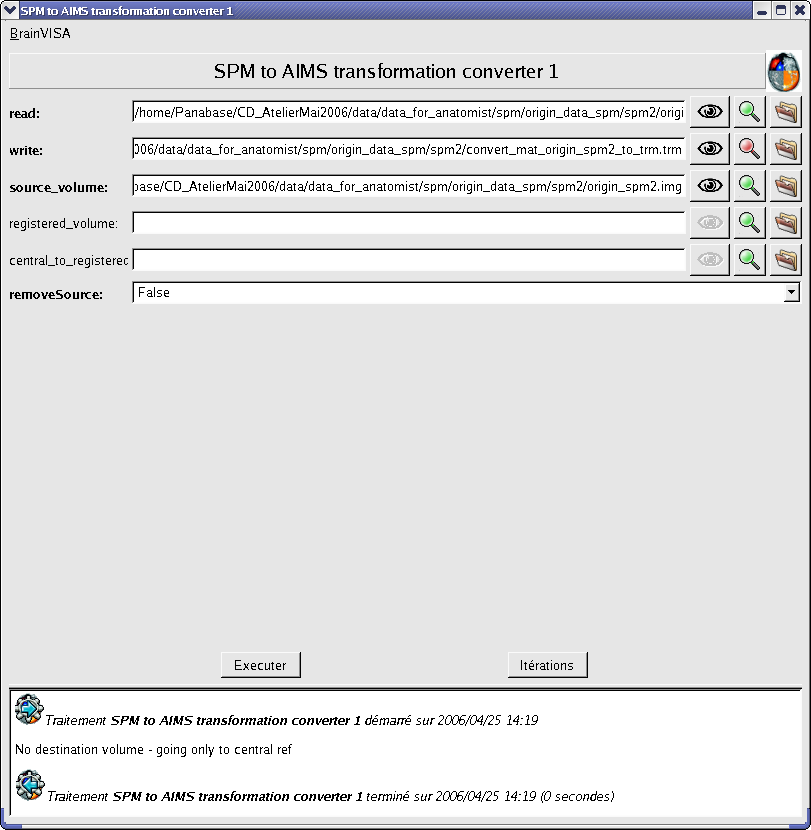 SPM to AIMS transformation converter 1
BrainVISA
SPM to AIMS transformation converter 1
read: /home/Panabase/CD_AtelierMai2006/data/data_for_anatomist/spm/origin_data_spm/spm2/origi
write: 006/data/data_for_anatomist/spm/origin_data_spm/spm2/convert_mat_origin_spm2_to_trm.trm
source_volume: base/CD_AtelierMai2006/data/data_for_anatomist/spm/origin_data_spm/spm2/origin_spm2.img
registered_volume:
central_to_registered
removeSource: False
Executer Itérations
Traitement SPM to AIMS transformation converter 1 démarré sur 2006/04/25 14:19
No destination volume - going only to central ref
Traitement SPM to AIMS transformation converter 1 terminé sur 2006/04/25 14:19 (0 secondes)